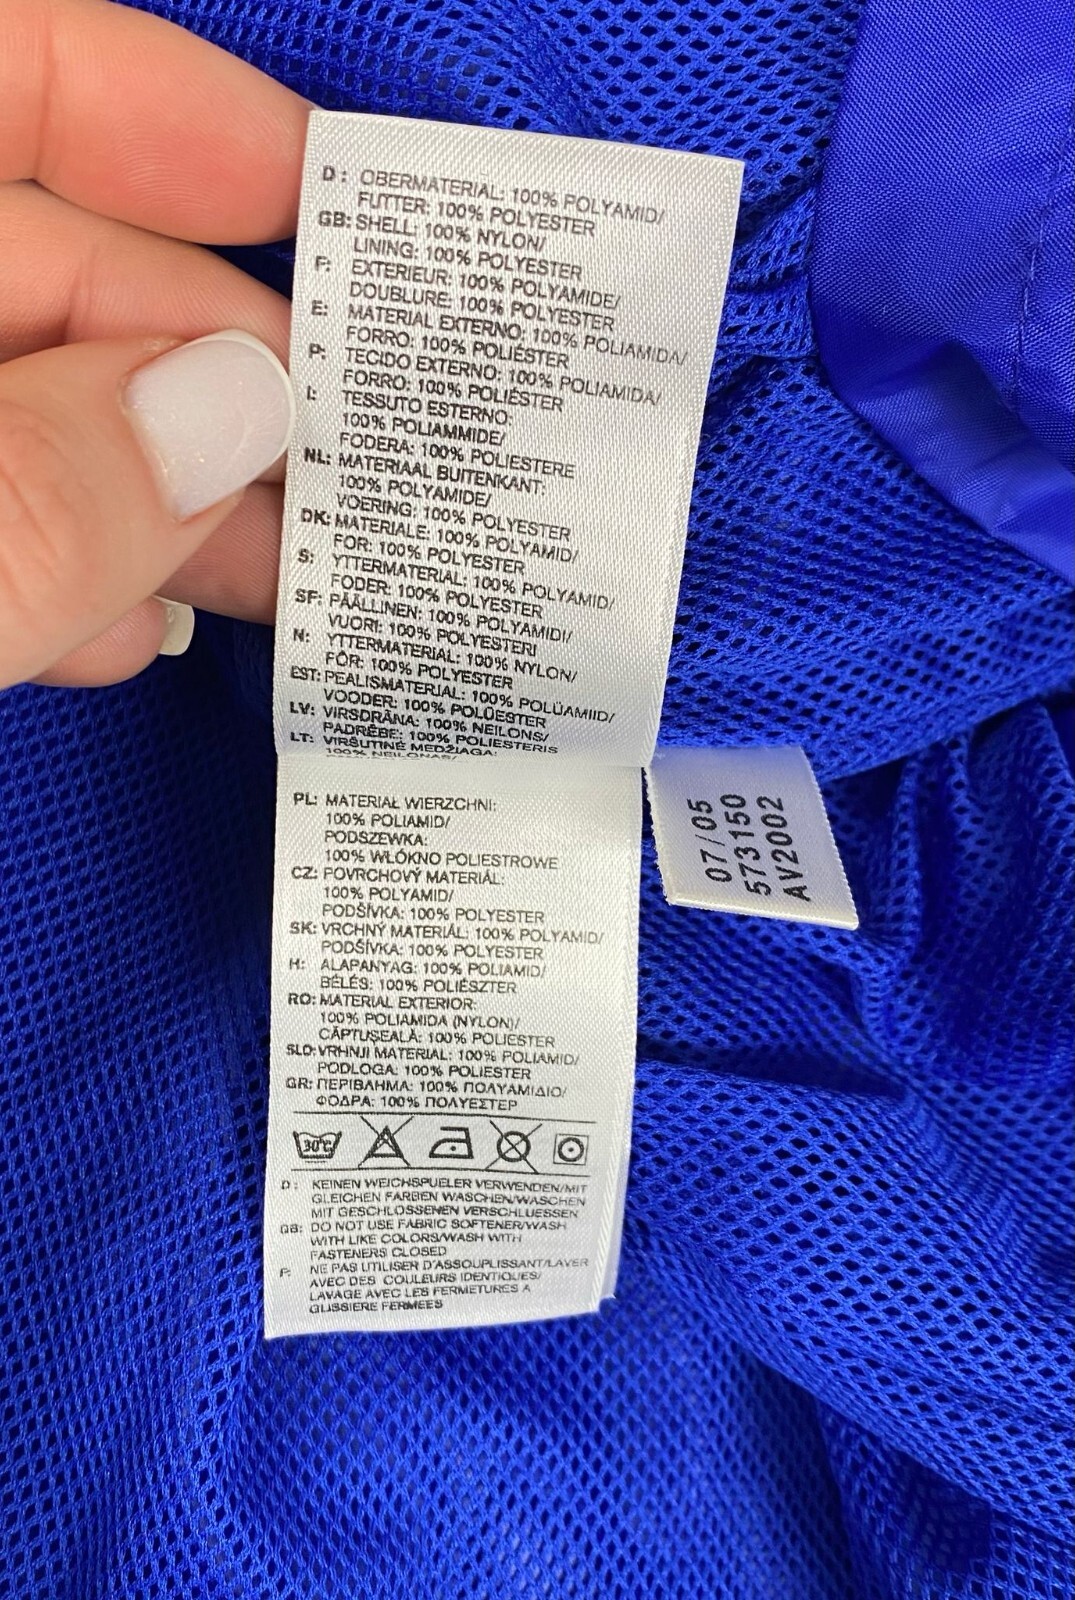 D: OBERMATERIAL: 100% POLYAMID/
FUTTER: 100% POLYESTER
GB: SHELL: 100% NYLON/
LINING: 100% POLYESTER
F: EXTERIEUR: 100% POLYAMIDE/
DOUBLURE: 100% POLYESTER
E: MATERIAL EXTERNO: 100% POLIAMIDA/
FORRO: 100% POLIÉSTER
P: TECIDO EXTERNO: 100% POLIAMIDA/
FORRO: 100% POLIÉSTER
I: TESSUTO ESTERNO:
100% POLIAMMIDE/
FODERA: 100% POLIESTERE
NL: MATERIAAL BUITENKANT:
100% POLYAMIDE/
VOERING: 100% POLYESTER
DK: MATERIALE: 100% POLYAMID/
FOR: 100% POLYESTER
S: YTTERMATERIAL: 100% POLYAMID/
FODER: 100% POLYESTER
SF: PÄÄLLINEN: 100% POLYAMIDI/
VUORI: 100% POLYESTERI
N: YTTERMATERIAL: 100% NYLON/
FÔR: 100% POLYESTER
EST: PEALISMATERIAL: 100% POLÜAMIID/
VOODER: 100% POLÜESTER
LV: VIRSDRĀNA: 100% NEILONS/
PADRĒBE: 100% POLIESTERIS
LT: VIRŠUTINĖ MEDŽIAGA:
100% NEILONAS/
PL: MATERIAŁ WIERZCHNI:
100% POLIAMID/
PODSZEWKA:
100% WŁÓKNO POLIESTROWE
CZ: POVRCHOVÝ MATERIÁL:
100% POLYAMID/
PODŠÍVKA: 100% POLYESTER
SK: VRCHNÝ MATERIÁL: 100% POLYAMID/
PODŠÍVKA: 100% POLYESTER
H: ALAPANYAG: 100% POLIAMID/
BÉLÉS: 100% POLIÉSZTER
RO: MATERIAL EXTERIOR:
100% POLIAMIDA (NYLON)/
CĂPTUŞEALĂ: 100% POLIESTER
SLO: VRHNJI MATERIAL: 100% POLIAMID/
PODLOGA: 100% POLIESTER
GR: ΠΕΡΙΒΛΗΜΑ: 100% ΠΟΛΥΑΜΙΔΙΟ/
ΦΟΔΡΑ: 100% ΠΟΛΥΕΣΤΕΡ
30°C
D: KEINEN WEICHSPUELER VERWENDEN/MIT
GLEICHEN FARBEN WASCHEN/WASCHEN
MIT GESCHLOSSENEN VERSCHLUESSEN
GB: DO NOT USE FABRIC SOFTENER/WASH
WITH LIKE COLORS/WASH WITH
FASTENERS CLOSED
F: NE PAS UTILISER D'ASSOUPLISSANT/LAVER
AVEC DES COULEURS IDENTIQUES/
LAVAGE AVEC LES FERMETURES A
GLISSIERE FERMEES
07/05
573150
AV2002